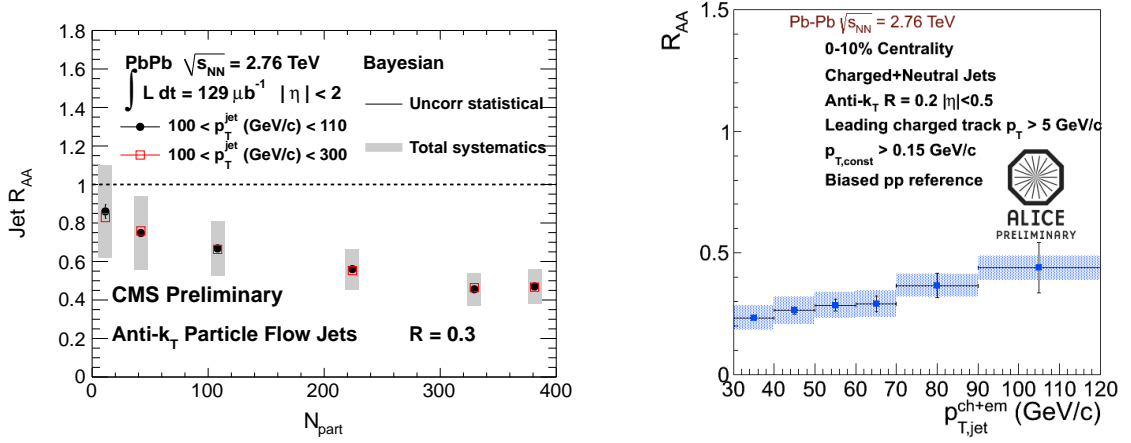 1.8
1.6
1.4
1.2
1
0.8
0.6
0.4
0.2
0
Jet R_AA
PbPb √s_NN = 2.76 TeV
∫ L dt = 129 μb⁻¹ | η | < 2
100 < p_T^jet (GeV/c) < 110
100 < p_T^jet (GeV/c) < 300
Bayesian
Uncorr statistical
Total systematics
CMS Preliminary
Anti-k_T Particle Flow Jets R = 0.3
0 100 200 300 400
N_part
R_AA
1.5
1
0.5
0
Pb-Pb √s_NN = 2.76 TeV
0-10% Centrality
Charged+Neutral Jets
Anti-k_T R = 0.2 |η|<0.5
Leading charged track p_T > 5 GeV/c
p_T,const > 0.15 GeV/c
Biased pp reference
ALICE
PRELIMINARY
30 40 50 60 70 80 90 100 110 120
p_T,jet^ch+em (GeV/c)